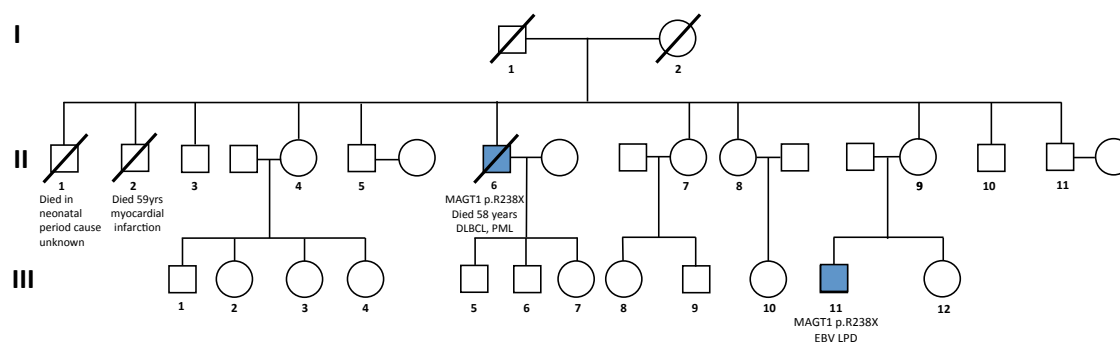 I
1 2
II
1 2 3 4 5 6 7 8 9 10 11
Died in
neonatal
period cause
unknown
Died 59yrs
myocardial
infarction
MAGT1 p.R238X
Died 58 years
DLBCL, PML
III
1 2 3 4 5 6 7 8 9 10 11 12
MAGT1 p.R238X
EBV LPD